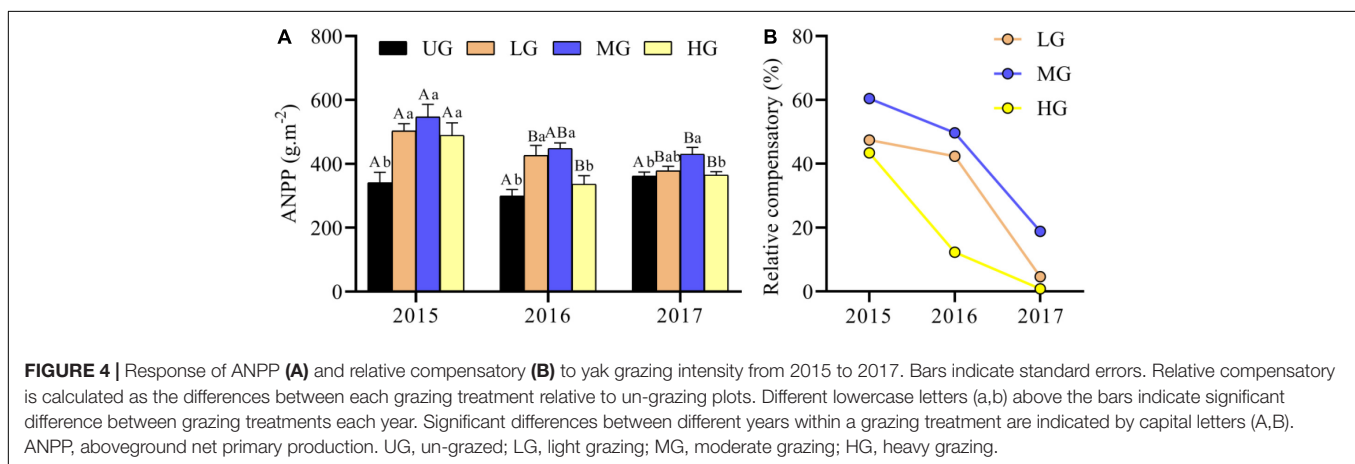 A
800
UG LG MG HG
600
400
200
0
ANPP (g.m-2)
Ab Aa Aa Aa
Ab Ba ABa Bb
Ab Bab Ba Bb
2015 2016 2017
B
80
60
40
20
0
Relative compensatory (%)
LG
MG
HG
2015 2016 2017
FIGURE 4 | Response of ANPP (A) and relative compensatory (B) to yak grazing intensity from 2015 to 2017. Bars indicate standard errors. Relative compensatory
is calculated as the differences between each grazing treatment relative to un-grazing plots. Different lowercase letters (a,b) above the bars indicate significant
difference between grazing treatments each year. Significant differences between different years within a grazing treatment are indicated by capital letters (A,B).
ANPP, aboveground net primary production. UG, un-grazed; LG, light grazing; MG, moderate grazing; HG, heavy grazing.